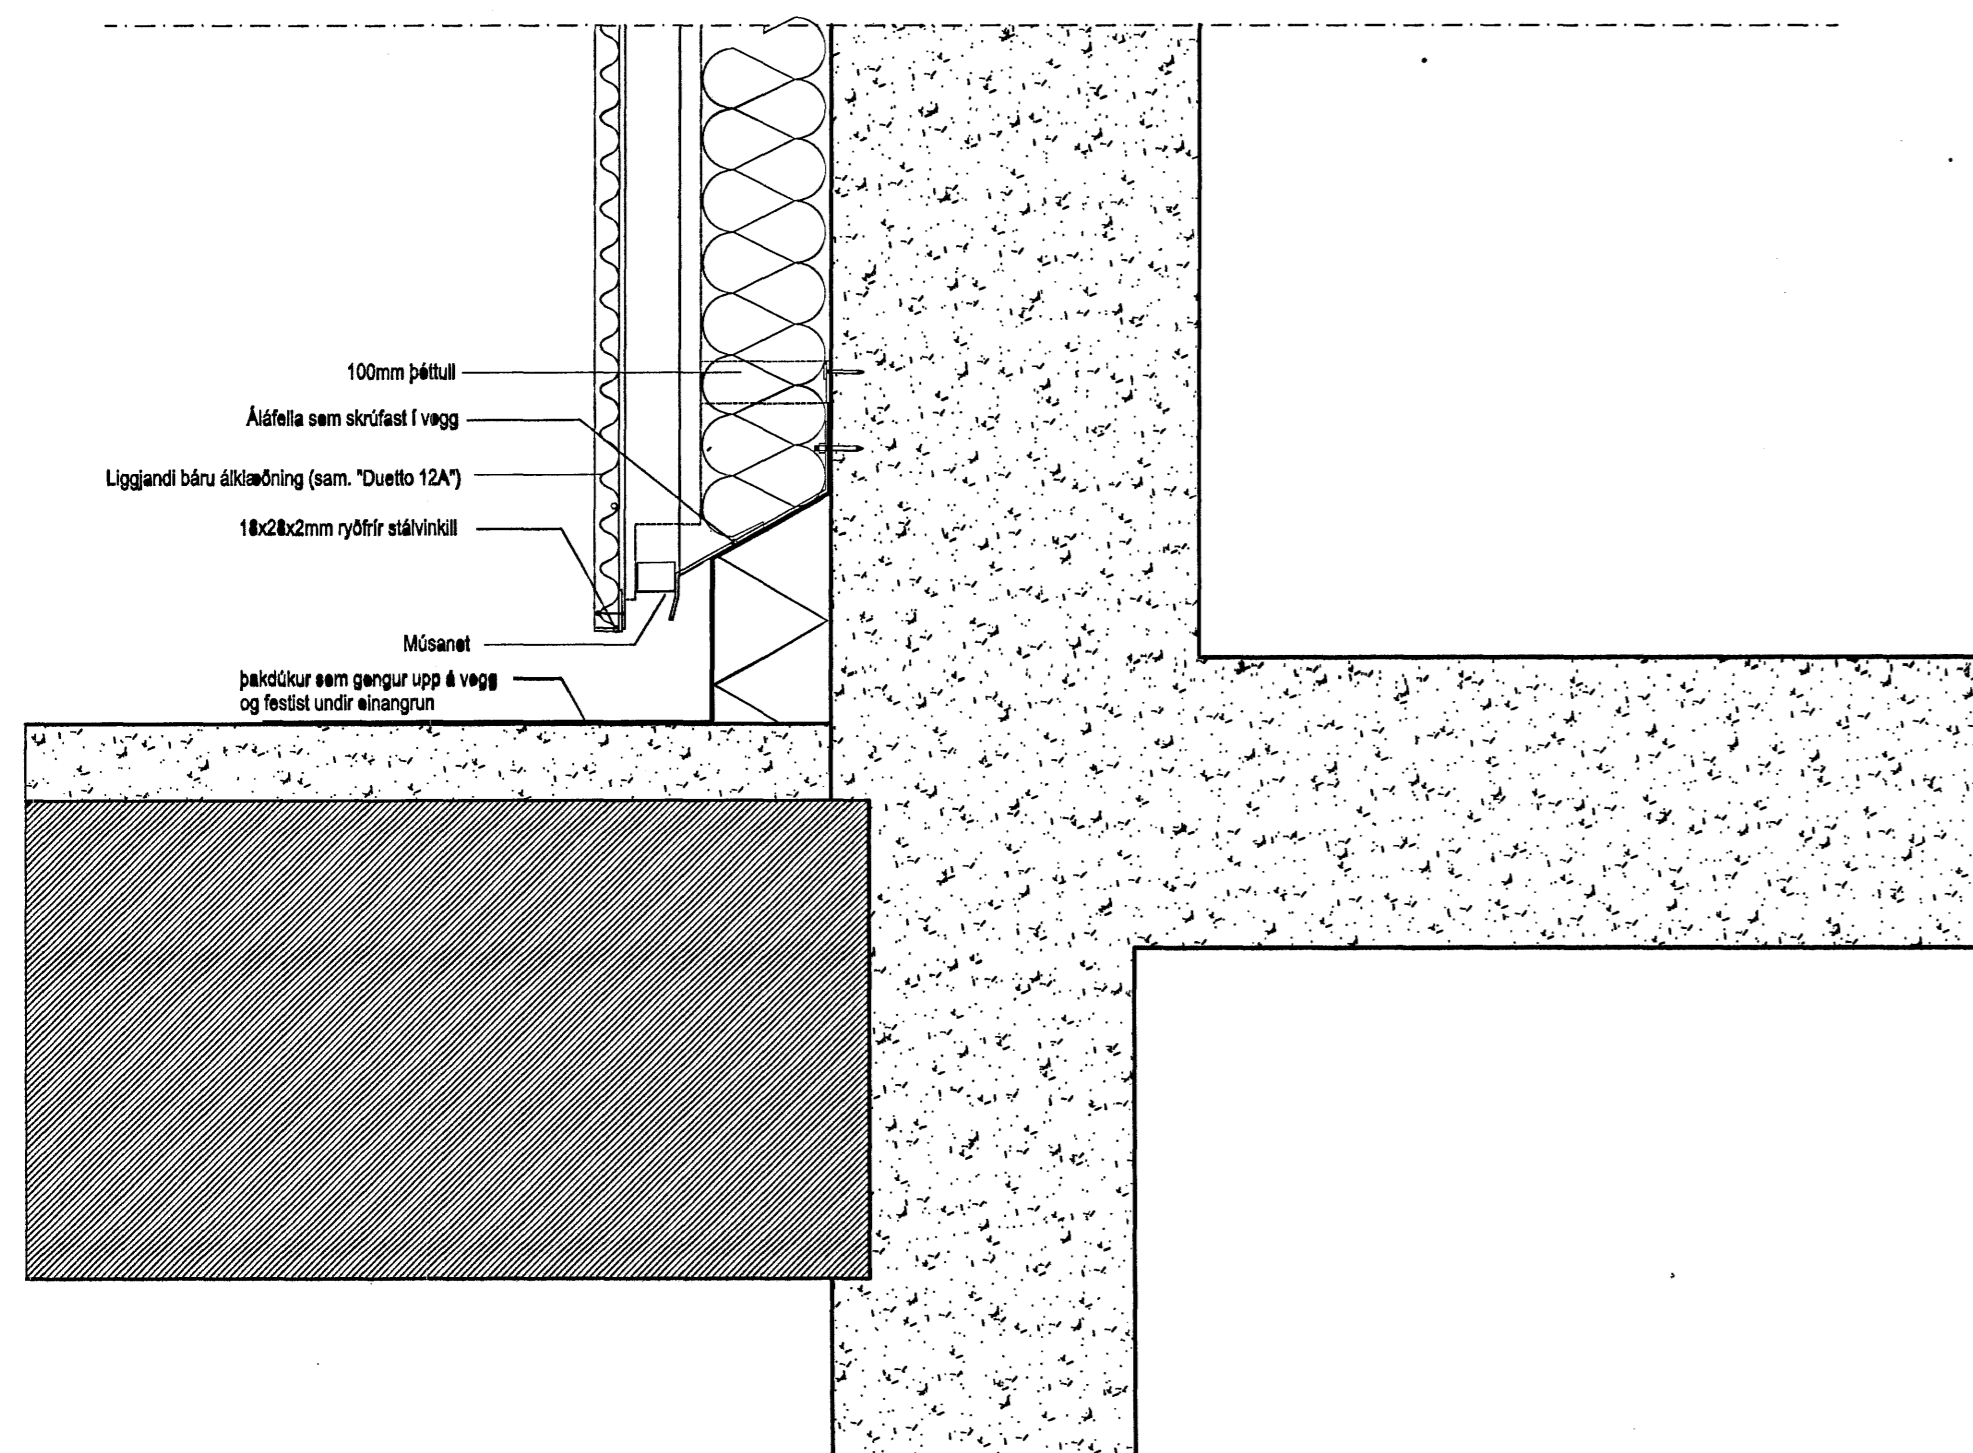 100mm þéttull
Áláfella sem skrúfast í vegg
Liggjandi báru álklæðning (sam. "Duetto 12A")
18x28x2mm ryðfrír stálvinkill
Músanet
þakdúkur sem gengur upp á vegg
og festist undir einangrun